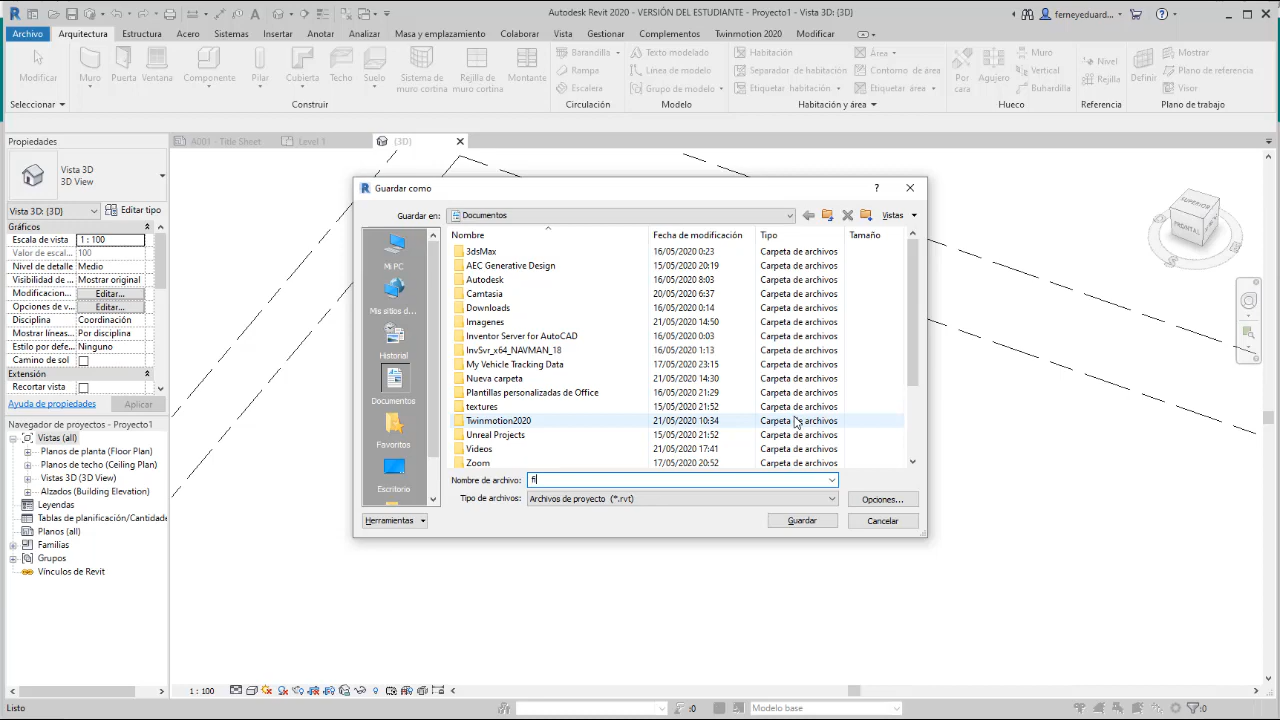 Autodesk Revit 2020 - VERSIÓN DEL ESTUDIANTE - Proyecto1 - Vista 3D: {3D}
ferneyeduard...
Archivo Arquitectura Estructura Acero Sistemas Insertar Anotar Analizar Masa y emplazamiento Colaborar Vista Gestionar Complementos Twinmotion 2020 Modificar
Modificar
Muro
Puerta
Ventana
Componente
Pilar
Cubierta
Techo
Suelo
Sistema de
muro cortina
Rejilla de
muro cortina
Montante
Barandilla
Rampa
Escalera
Texto modelado
Línea de modelo
Grupo de modelo
Habitación
Separador de habitación
Etiquetar habitación
Área
Contorno de área
Etiquetar área
Por
cara
Agujero
Muro
Vertical
Buhardilla
Nivel
Rejilla
Definir
Mostrar
Plano de referencia
Visor
Seleccionar
Construir
Circulación
Modelo
Habitación y área
Hueco
Referencia
Plano de trabajo
Propiedades
A001 - Title Sheet
Level 1
{3D}
Vista 3D
3D View
Vista 3D: {3D}
Editar tipo
Gráficos
Escala de vista 1 : 100
Valor de escal... 100
Nivel de detalle Medio
Visibilidad de ... Mostrar original
Modificacion... Editar...
Opciones de v... Editar...
Disciplina Coordinación
Mostrar líneas... Por disciplina
Estilo por defe... Ninguno
Camino de sol
Extensión
Recortar vista
Ayuda de propiedades
Aplicar
Navegador de proyectos - Proyecto1
Vistas (all)
Planos de planta (Floor Plan)
Planos de techo (Ceiling Plan)
Vistas 3D (3D View)
Alzados (Building Elevation)
Leyendas
Tablas de planificación/Cantidade
Planos (all)
Familias
Grupos
Vínculos de Revit
Guardar como
Guardar en: Documentos
Vistas
Mi PC
Mis sitios d...
Historial
Documentos
Favoritos
Escritorio
Nombre Fecha de modificación Tipo Tamaño
3dsMax 16/05/2020 0:23 Carpeta de archivos
AEC Generative Design 15/05/2020 20:19 Carpeta de archivos
Autodesk 16/05/2020 8:03 Carpeta de archivos
Camtasia 20/05/2020 6:37 Carpeta de archivos
Downloads 16/05/2020 0:14 Carpeta de archivos
Imagenes 21/05/2020 14:50 Carpeta de archivos
Inventor Server for AutoCAD 16/05/2020 0:03 Carpeta de archivos
InvSvr_x64_NAVMAN_18 16/05/2020 1:13 Carpeta de archivos
My Vehicle Tracking Data 17/05/2020 23:15 Carpeta de archivos
Nueva carpeta 21/05/2020 14:30 Carpeta de archivos
Plantillas personalizadas de Office 16/05/2020 21:29 Carpeta de archivos
textures 15/05/2020 21:52 Carpeta de archivos
Twinmotion2020 21/05/2020 10:34 Carpeta de archivos
Unreal Projects 15/05/2020 21:52 Carpeta de archivos
Videos 21/05/2020 17:41 Carpeta de archivos
Zoom 17/05/2020 20:52 Carpeta de archivos
Nombre de archivo: fi
Tipo de archivos: Archivos de proyecto (*.rvt)
Opciones...
Herramientas
Guardar
Cancelar
SUPERIOR
FRONTAL
1 : 100
Listo
:0
Modelo base
:0